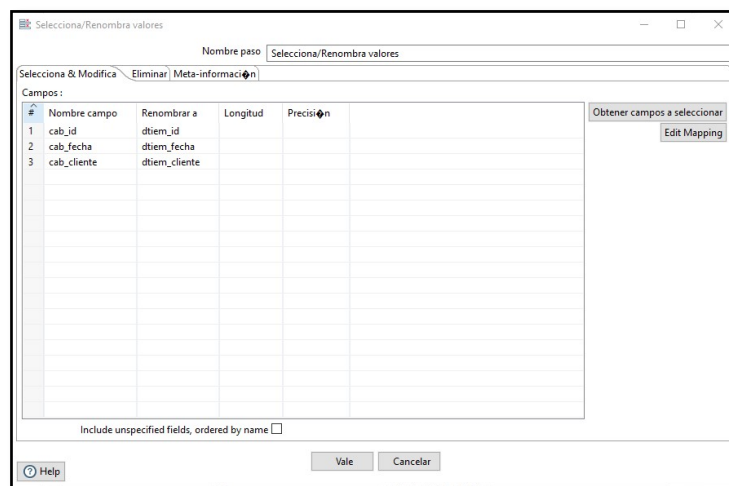 Selecciona/Renombra valores
Nombre paso Selecciona/Renombra valores
Selecciona & Modifica Eliminar Meta-informaci�n
Campos :
# Nombre campo Renombrar a Longitud Precisi�n
1 cab_id dtiem_id
2 cab_fecha dtiem_fecha
3 cab_cliente dtiem_cliente
Obtener campos a seleccionar
Edit Mapping
Include unspecified fields, ordered by name
Vale Cancelar
Help